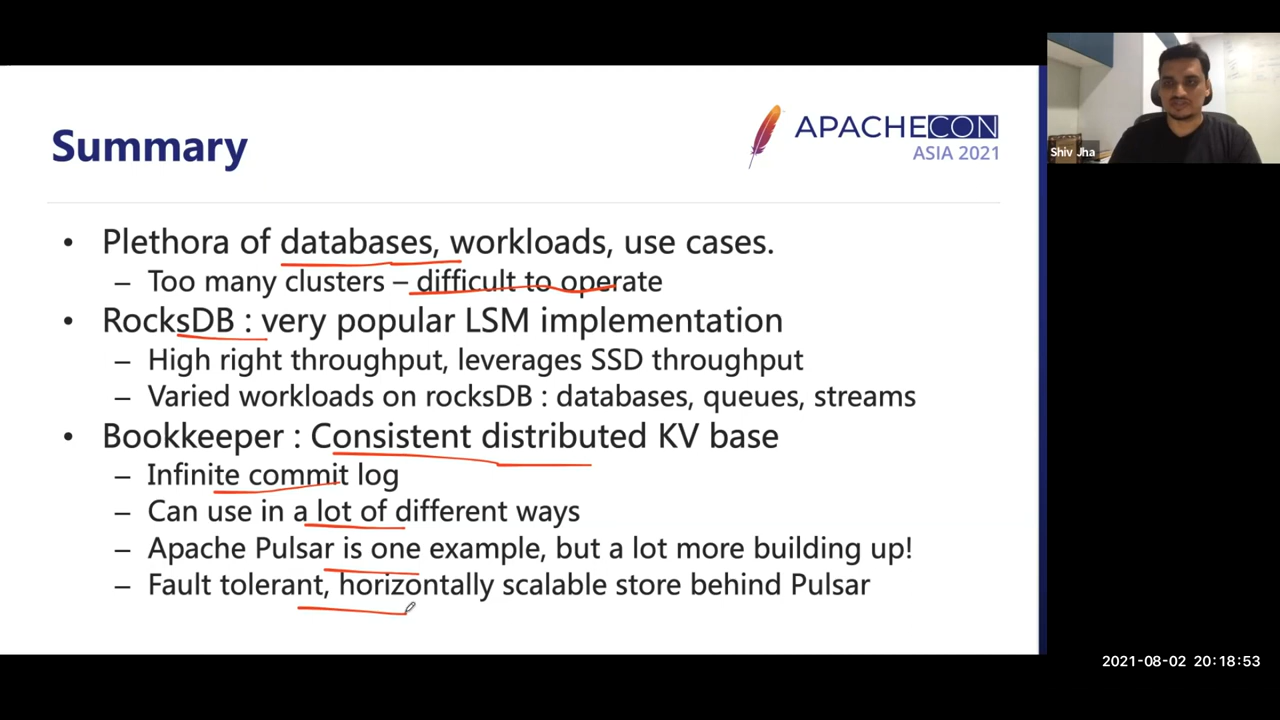 Summary
APACHECON
ASIA 2021
Shiv Jha
• Plethora of databases, workloads, use cases.
– Too many clusters – difficult to operate
• RocksDB : very popular LSM implementation
– High right throughput, leverages SSD throughput
– Varied workloads on rocksDB : databases, queues, streams
• Bookkeeper : Consistent distributed KV base
– Infinite commit log
– Can use in a lot of different ways
– Apache Pulsar is one example, but a lot more building up!
– Fault tolerant, horizontally scalable store behind Pulsar
2021-08-02 20:18:53